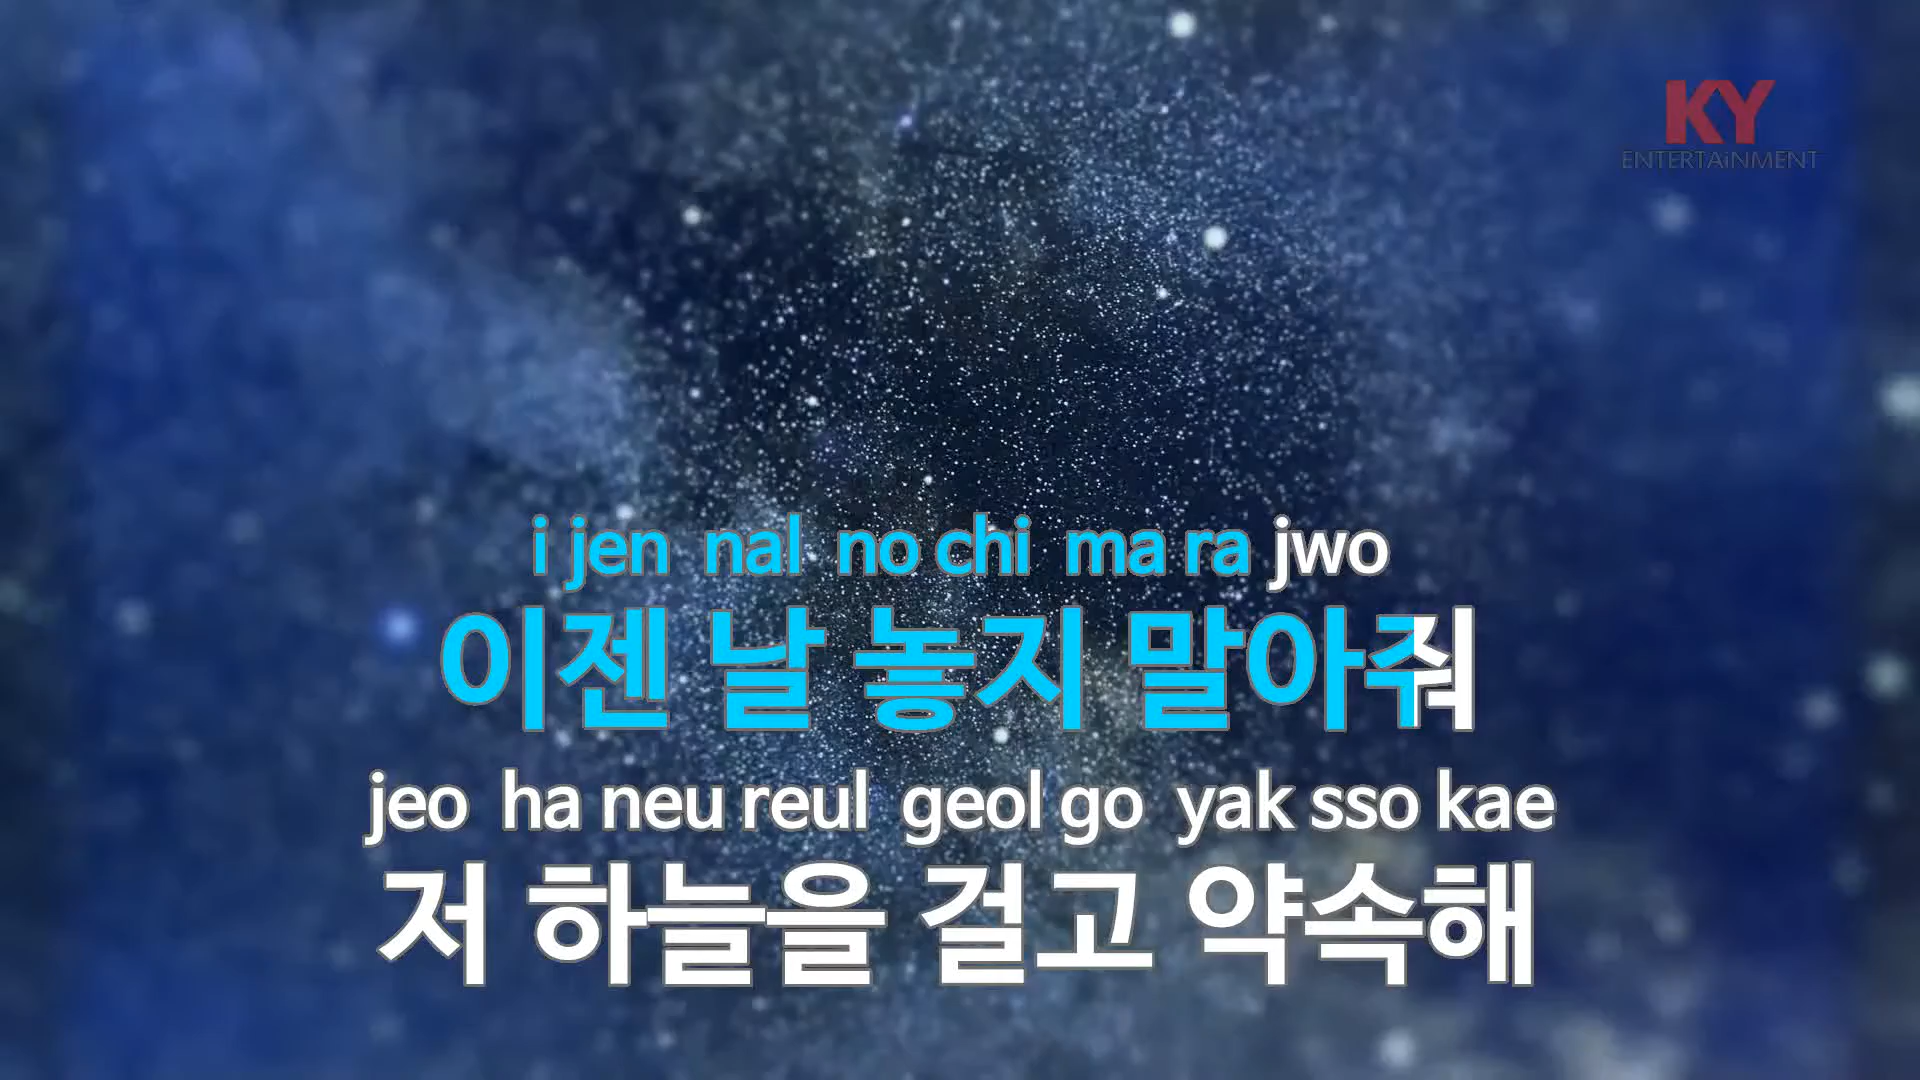 KY
ENTERTAiNMENT
i jen nal no chi ma ra jwo
이젠 날 놓지 말아줘
jeo ha neu reul geol go yak sso kae
저 하늘을 걸고 약속해